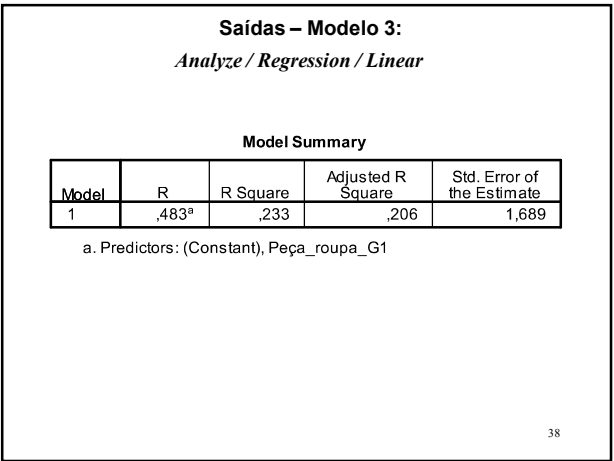 Saídas – Modelo 3:
Analyze / Regression / Linear
Model Summary
Model R R Square Adjusted R Square Std. Error of the Estimate
1 ,483a ,233 ,206 1,689
a. Predictors: (Constant), Peça_roupa_G1
38